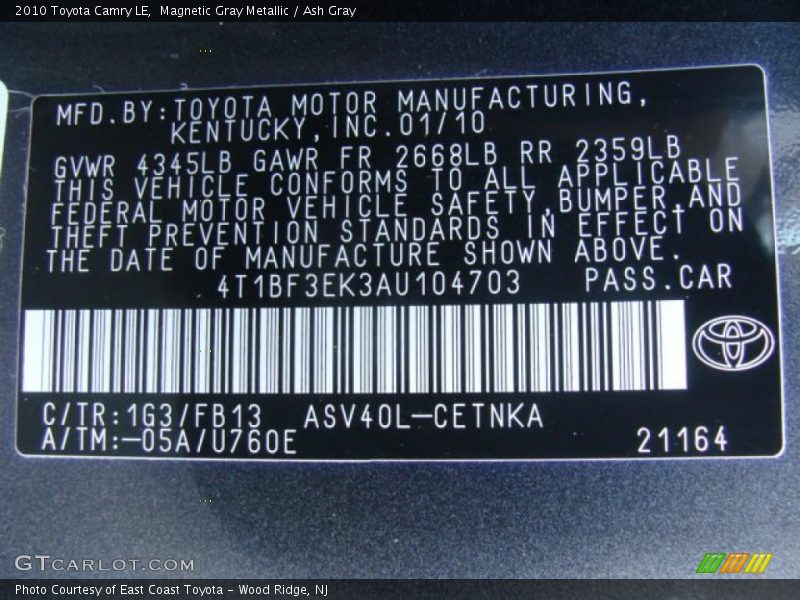 2010 Toyota Camry LE,  Magnetic Gray Metallic / Ash Gray
MFD.BY:TOYOTA MOTOR MANUFACTURING,
KENTUCKY,INC.01/10
GVWR 4345LB GAWR FR 2668LB RR 2359LB
THIS VEHICLE CONFORMS TO ALL APPLICABLE
FEDERAL MOTOR VEHICLE SAFETY,BUMPER,AND
THEFT PREVENTION STANDARDS IN EFFECT ON
THE DATE OF MANUFACTURE SHOWN ABOVE.
4T1BF3EK3AU104703 PASS.CAR
C/TR:1G3/FB13 ASV40L-CETNKA
A/TM:-05A/U760E 21164
GTCARLOT.COM
Photo Courtesy of East Coast Toyota - Wood Ridge, NJ